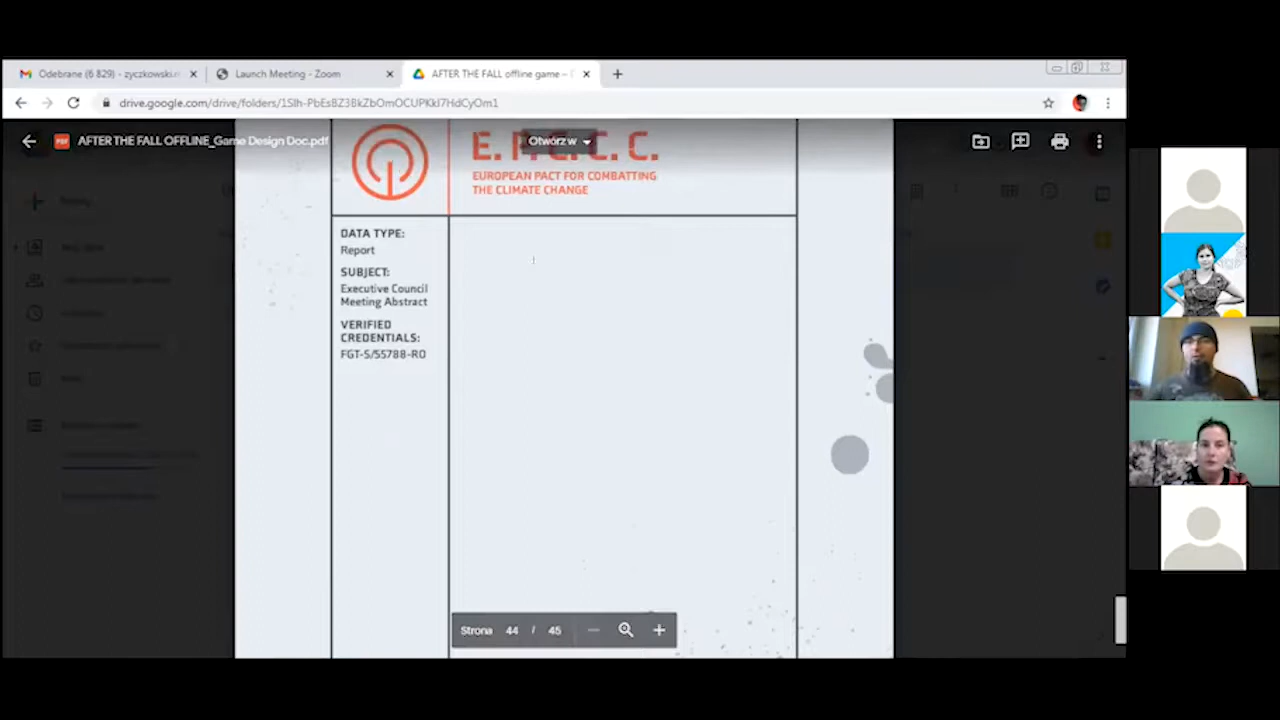 Odebrane (6 829) - zyczkowski.r
Launch Meeting - Zoom
AFTER THE FALL offline game –
drive.google.com/drive/folders/1Slh-PbEsBZ3BkZbOmOCUPKkI7HdCyOm1
PDF
AFTER THE FALL OFFLINE_Game Design Doc.pdf
Otwórz w
EUROPEAN PACT FOR COMBATTING
THE CLIMATE CHANGE
DATA TYPE:
Report
SUBJECT:
Executive Council
Meeting Abstract
VERIFIED
CREDENTIALS:
FGT-S/55788-RO
Strona 44 / 45